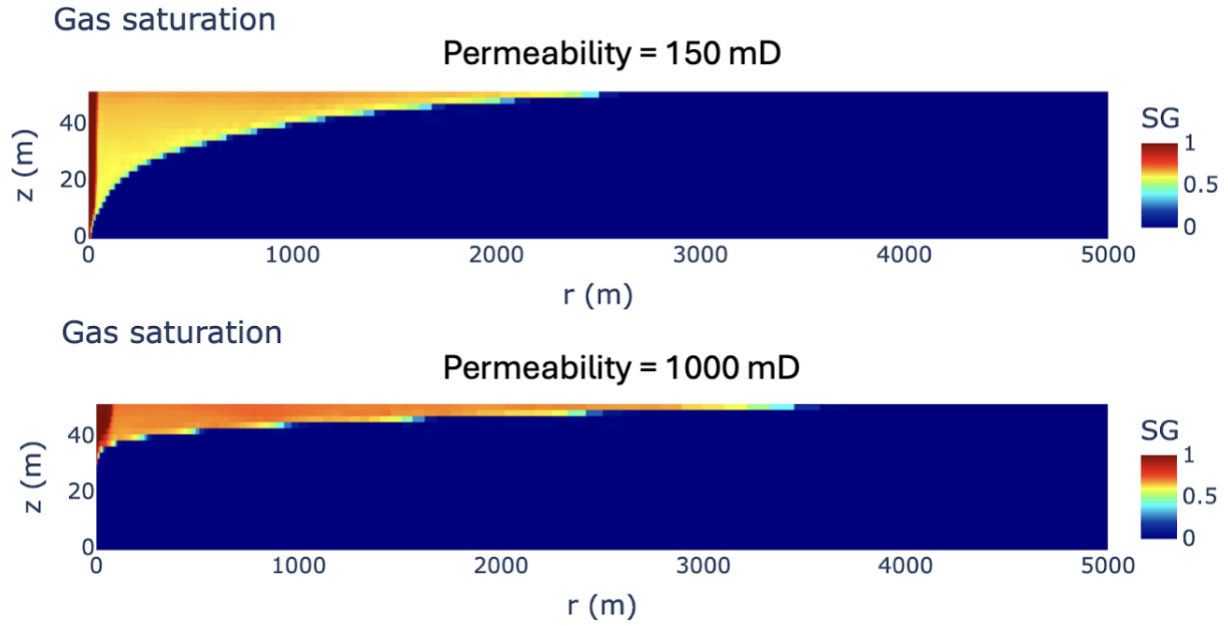 Gas saturation
Permeability = 150 mD
SG
1
0.5
0
z (m)
40
20
0
0 1000 2000 3000 4000 5000
r (m)
Gas saturation
Permeability = 1000 mD
SG
1
0.5
0
z (m)
40
20
0
0 1000 2000 3000 4000 5000
r (m)